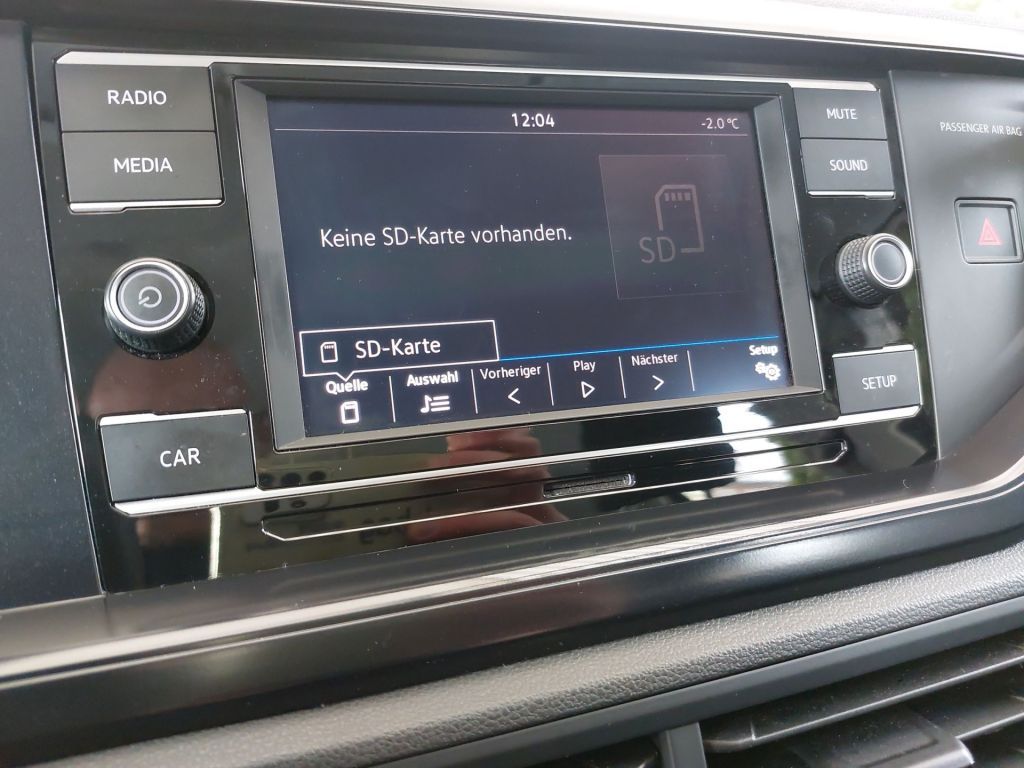 RADIO
MEDIA
12:04
-2.0 °C
MUTE
SOUND
PASSENGER AIR BAG
Keine SD-Karte vorhanden.
SD
SD-Karte
Quelle
Auswahl
Vorheriger
Play
Nächster
Setup
SETUP
CAR